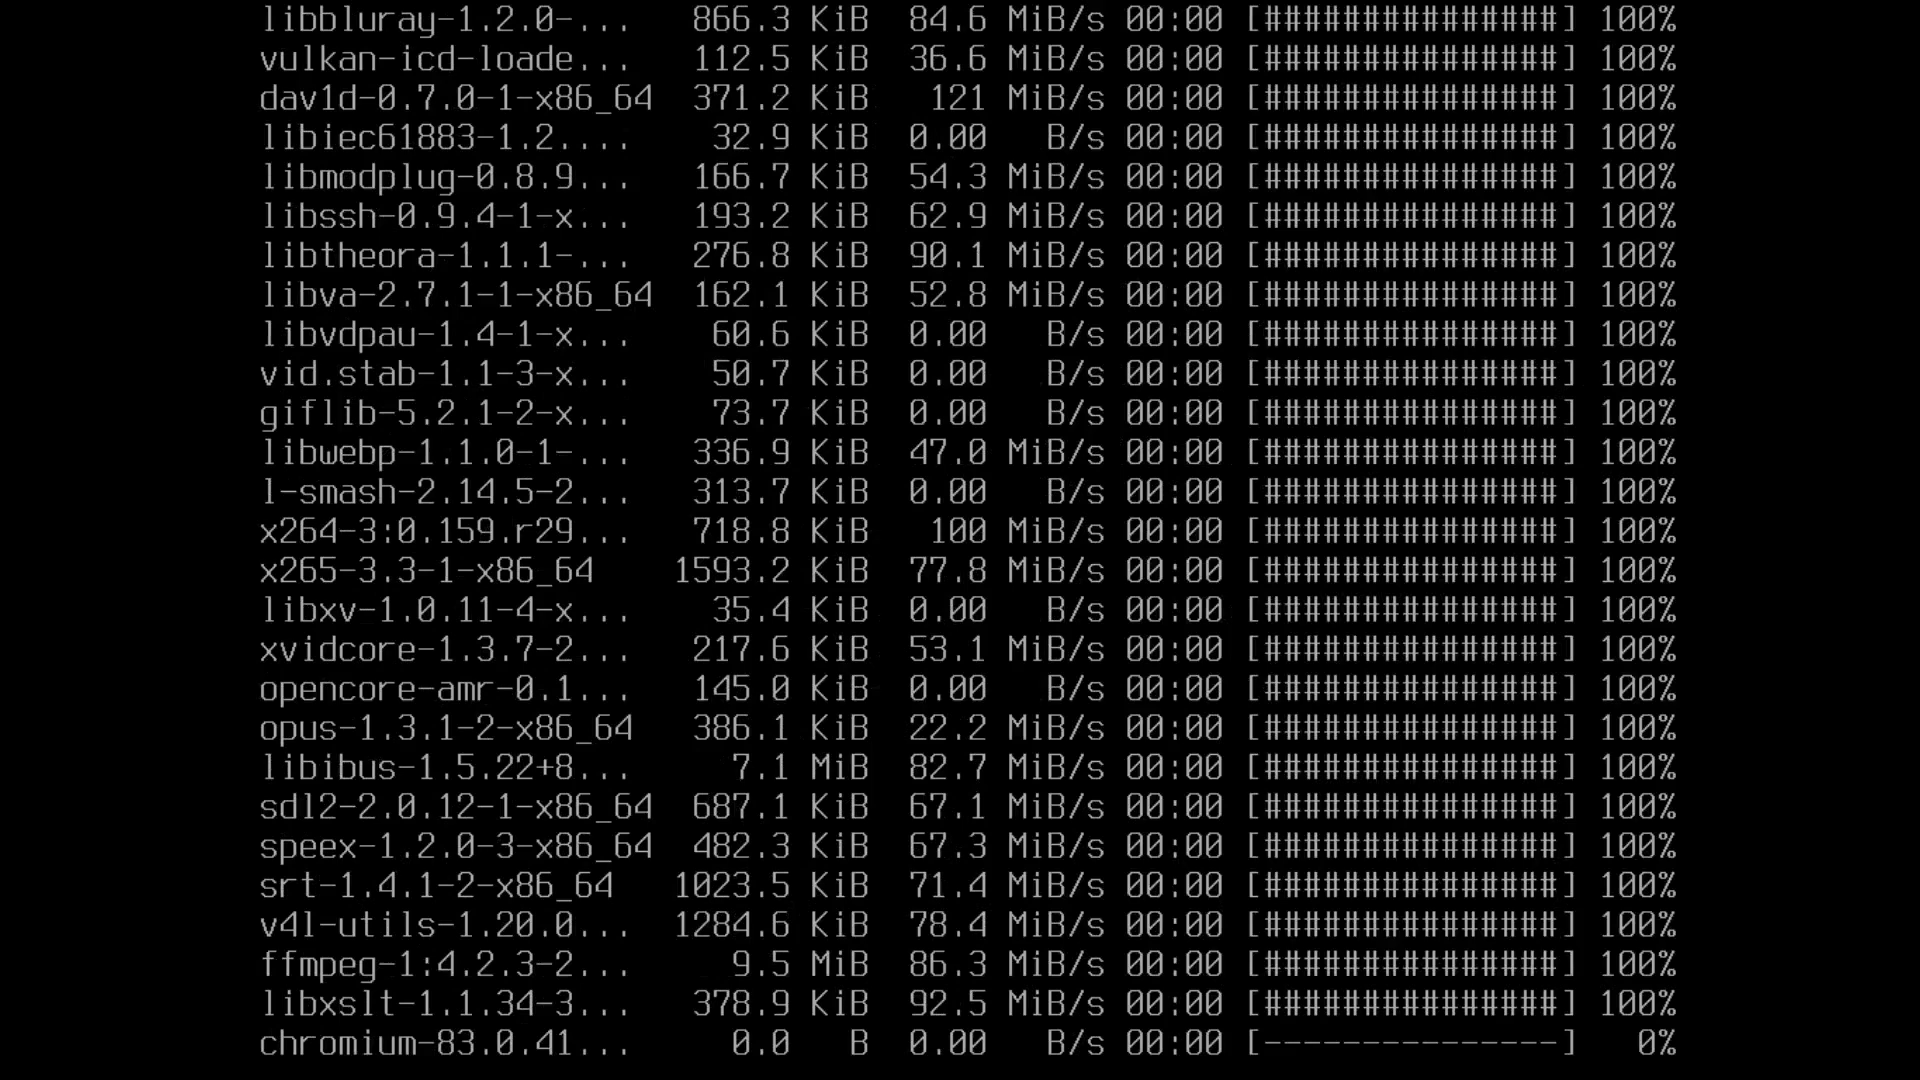 libbluray-1.2.0-... 866.3 KiB 84.6 MiB/s 00:00 [###############] 100%
vulkan-icd-loade... 112.5 KiB 36.6 MiB/s 00:00 [###############] 100%
dav1d-0.7.0-1-x86_64 371.2 KiB 121 MiB/s 00:00 [###############] 100%
libiec61883-1.2.... 32.9 KiB 0.00 B/s 00:00 [###############] 100%
libmodplug-0.8.9... 166.7 KiB 54.3 MiB/s 00:00 [###############] 100%
libssh-0.9.4-1-x... 193.2 KiB 62.9 MiB/s 00:00 [###############] 100%
libtheora-1.1.1-... 276.8 KiB 90.1 MiB/s 00:00 [###############] 100%
libva-2.7.1-1-x86_64 162.1 KiB 52.8 MiB/s 00:00 [###############] 100%
libvdpau-1.4-1-x... 60.6 KiB 0.00 B/s 00:00 [###############] 100%
vid.stab-1.1-3-x... 50.7 KiB 0.00 B/s 00:00 [###############] 100%
giflib-5.2.1-2-x... 73.7 KiB 0.00 B/s 00:00 [###############] 100%
libwebp-1.1.0-1-... 336.9 KiB 47.0 MiB/s 00:00 [###############] 100%
l-smash-2.14.5-2... 313.7 KiB 0.00 B/s 00:00 [###############] 100%
x264-3:0.159.r29... 718.8 KiB 100 MiB/s 00:00 [###############] 100%
x265-3.3-1-x86_64 1593.2 KiB 77.8 MiB/s 00:00 [###############] 100%
libxv-1.0.11-4-x... 35.4 KiB 0.00 B/s 00:00 [###############] 100%
xvidcore-1.3.7-2... 217.6 KiB 53.1 MiB/s 00:00 [###############] 100%
opencore-amr-0.1... 145.0 KiB 0.00 B/s 00:00 [###############] 100%
opus-1.3.1-2-x86_64 386.1 KiB 22.2 MiB/s 00:00 [###############] 100%
libibus-1.5.22+8... 7.1 MiB 82.7 MiB/s 00:00 [###############] 100%
sdl2-2.0.12-1-x86_64 687.1 KiB 67.1 MiB/s 00:00 [###############] 100%
speex-1.2.0-3-x86_64 482.3 KiB 67.3 MiB/s 00:00 [###############] 100%
srt-1.4.1-2-x86_64 1023.5 KiB 71.4 MiB/s 00:00 [###############] 100%
v4l-utils-1.20.0... 1284.6 KiB 78.4 MiB/s 00:00 [###############] 100%
ffmpeg-1:4.2.3-2... 9.5 MiB 86.3 MiB/s 00:00 [###############] 100%
libxslt-1.1.34-3... 378.9 KiB 92.5 MiB/s 00:00 [###############] 100%
chromium-83.0.41... 0.0 B 0.00 B/s 00:00 [---------------] 0%